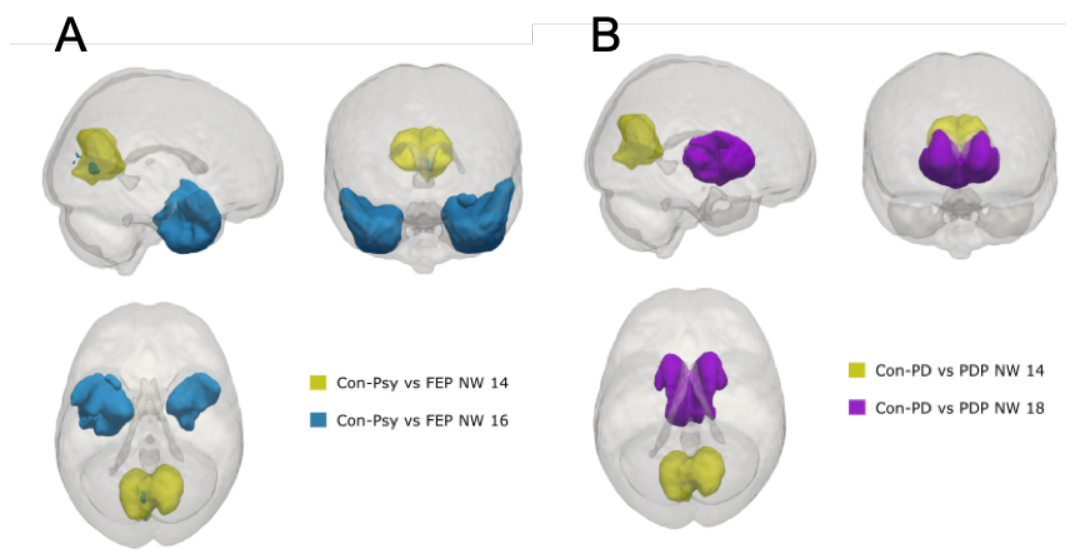 A
B
Con-Psy vs FEP NW 14
Con-Psy vs FEP NW 16
Con-PD vs PDP NW 14
Con-PD vs PDP NW 18